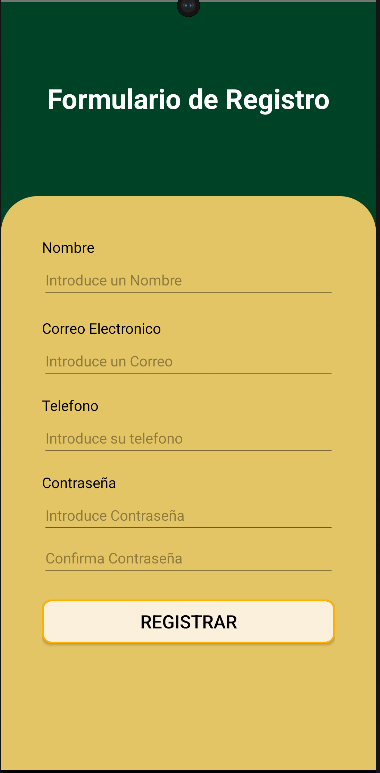 Formulario de Registro
Nombre
Introduce un Nombre
Correo Electronico
Introduce un Correo
Telefono
Introduce su telefono
Contraseña
Introduce Contraseña
Confirma Contraseña
REGISTRAR